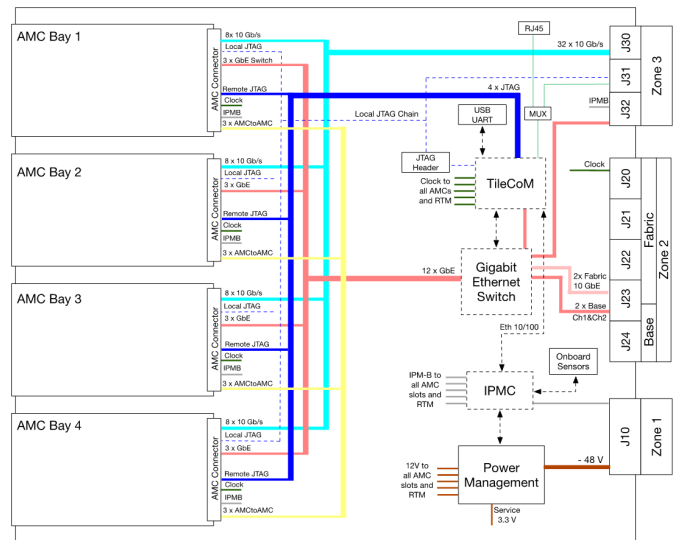 AMC Bay 1
AMC Connector
8x 10 Gb/s
Local JTAG
3 x GbE Switch
Remote JTAG
Clock
IPMB
3 x AMCtoAMC
AMC Bay 2
AMC Connector
8 x 10 Gb/s
Local JTAG
3 x GbE
Remote JTAG
Clock
IPMB
3 x AMCtoAMC
AMC Bay 3
AMC Connector
8 x 10 Gb/s
Local JTAG
3 x GbE
Remote JTAG
Clock
IPMB
3 x AMCtoAMC
AMC Bay 4
AMC Connector
8 x 10 Gb/s
Local JTAG
3 x GbE
Remote JTAG
Clock
IPMB
3 x AMCtoAMC
RJ45
32 x 10 Gb/s
4 x JTAG
Local JTAG Chain
USB
UART
MUX
IPMB
JTAG
Header
TileCoM
Clock to
all AMCs
and RTM
Clock
12 x GbE
Gigabit
Ethernet
Switch
2x Fabric
10 GbE
2 x Base
Ch1&Ch2
Eth 10/100
Onboard
Sensors
IPM-B to
all AMC
slots and
RTM
IPMC
12V to
all AMC
slots and
RTM
Power
Management
- 48 V
Service
3.3 V
J30
J31
J32
Zone 3
J20
J21
J22
J23
J24
Fabric
Base
Zone 2
J10
Zone 1